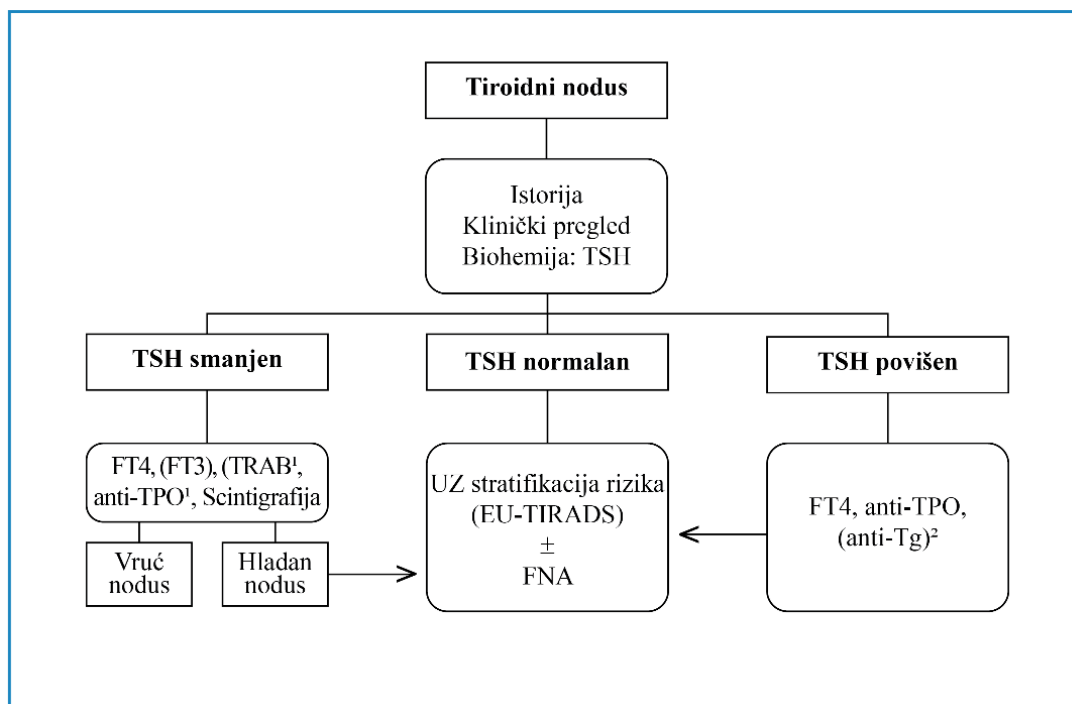 Tiroidni nodus
Istorija
Klinički pregled
Biohemija: TSH
TSH smanjen
TSH normalan
TSH povišen
FT4, (FT3), (TRAB¹,
anti-TPO¹, Scintigrafija
Vruć
nodus
Hladan
nodus
UZ stratifikacija rizika
(EU-TIRADS)
±
FNA
FT4, anti-TPO,
(anti-Tg)²